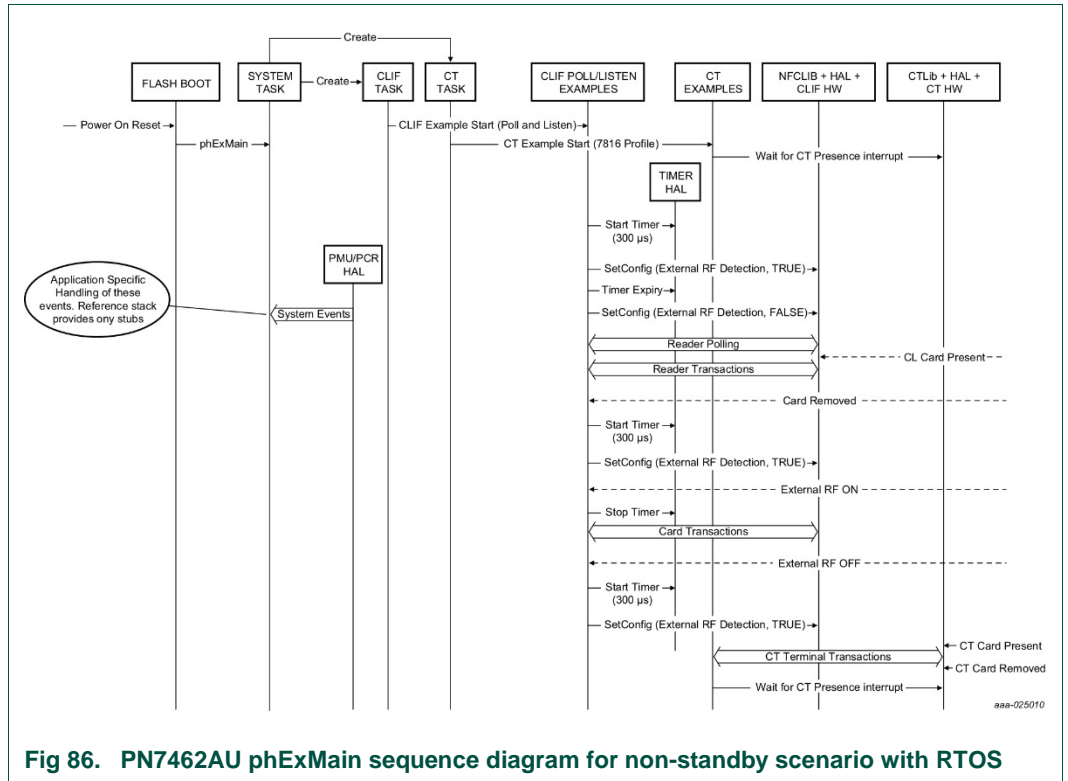 Create
FLASH BOOT
SYSTEM
TASK
Create
CLIF
TASK
CT
TASK
CLIF POLL/LISTEN
EXAMPLES
CT
EXAMPLES
NFCLIB + HAL +
CLIF HW
CTLib + HAL +
CT HW
Power On Reset
CLIF Example Start (Poll and Listen)
phExMain
CT Example Start (7816 Profile)
Wait for CT Presence interrupt
TIMER
HAL
Start Timer
(300 µs)
PMU/PCR
HAL
SetConfig (External RF Detection, TRUE)
Application Specific
Handling of these
events. Reference stack
provides ony stubs
Timer Expiry
System Events
SetConfig (External RF Detection, FALSE)
Reader Polling
CL Card Present
Reader Transactions
Card Removed
Start Timer
(300 µs)
SetConfig (External RF Detection, TRUE)
External RF ON
Stop Timer
Card Transactions
External RF OFF
Start Timer
(300 µs)
SetConfig (External RF Detection, TRUE)
CT Card Present
CT Terminal Transactions
CT Card Removed
Wait for CT Presence interrupt
aaa-025010
Fig 86. PN7462AU phExMain sequence diagram for non-standby scenario with RTOS